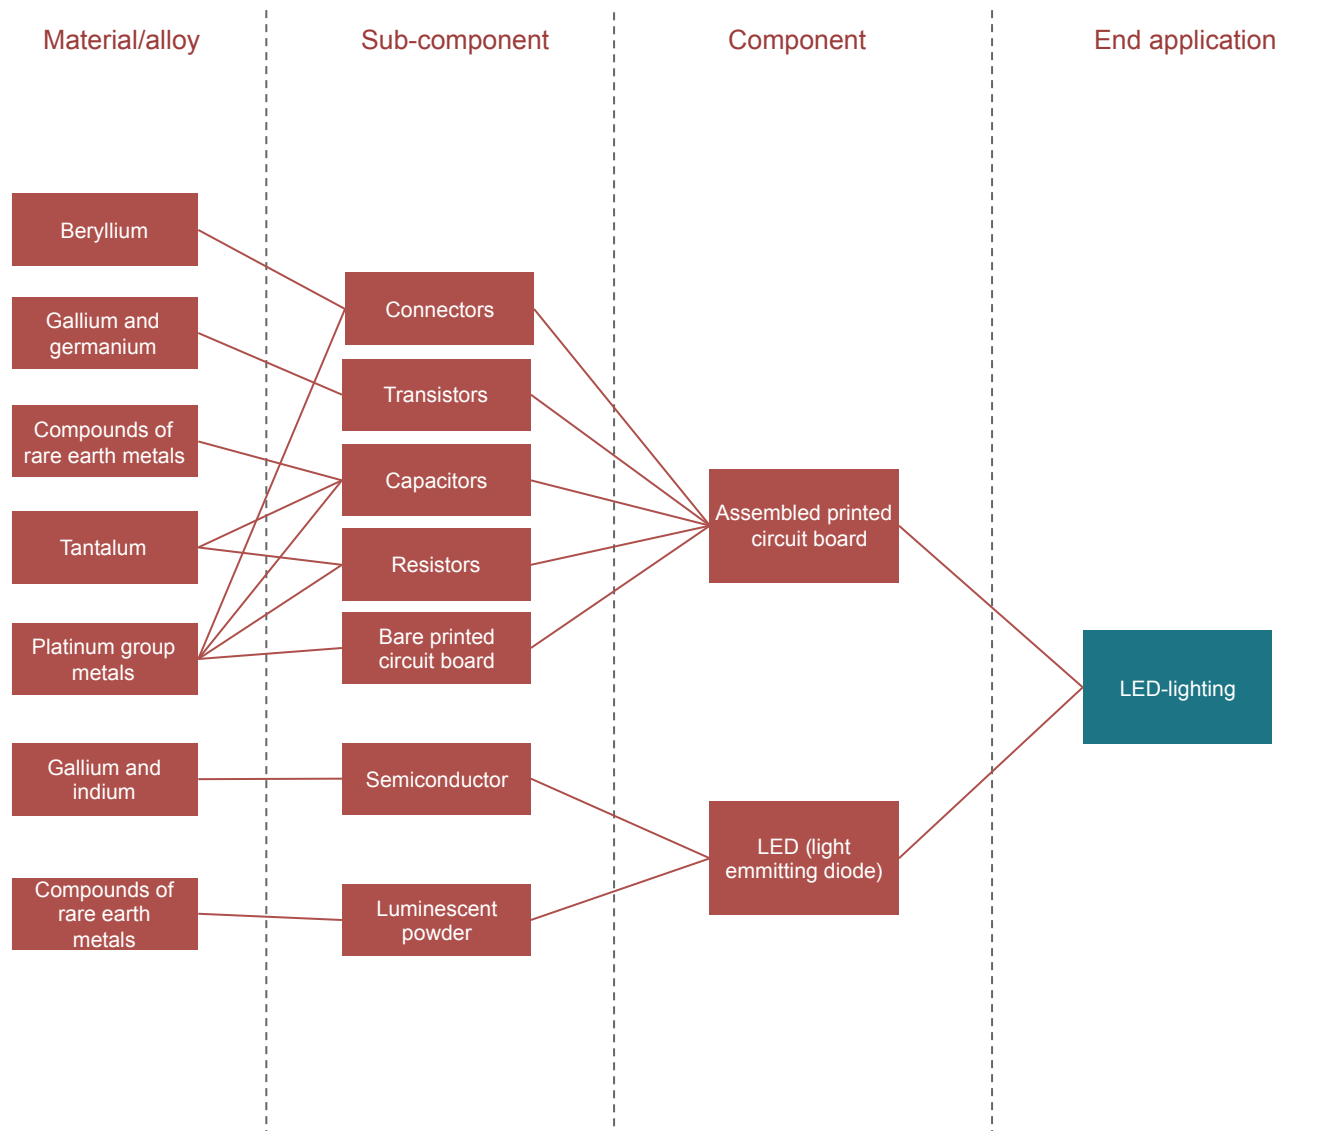 Material/alloy
Sub-component
Component
End application
Beryllium
Gallium and
germanium
Compounds of
rare earth metals
Tantalum
Platinum group
metals
Gallium and
indium
Compounds of
rare earth
metals
Connectors
Transistors
Capacitors
Resistors
Bare printed
circuit board
Semiconductor
Luminescent
powder
Assembled printed
circuit board
LED (light
emmitting diode)
LED-lighting